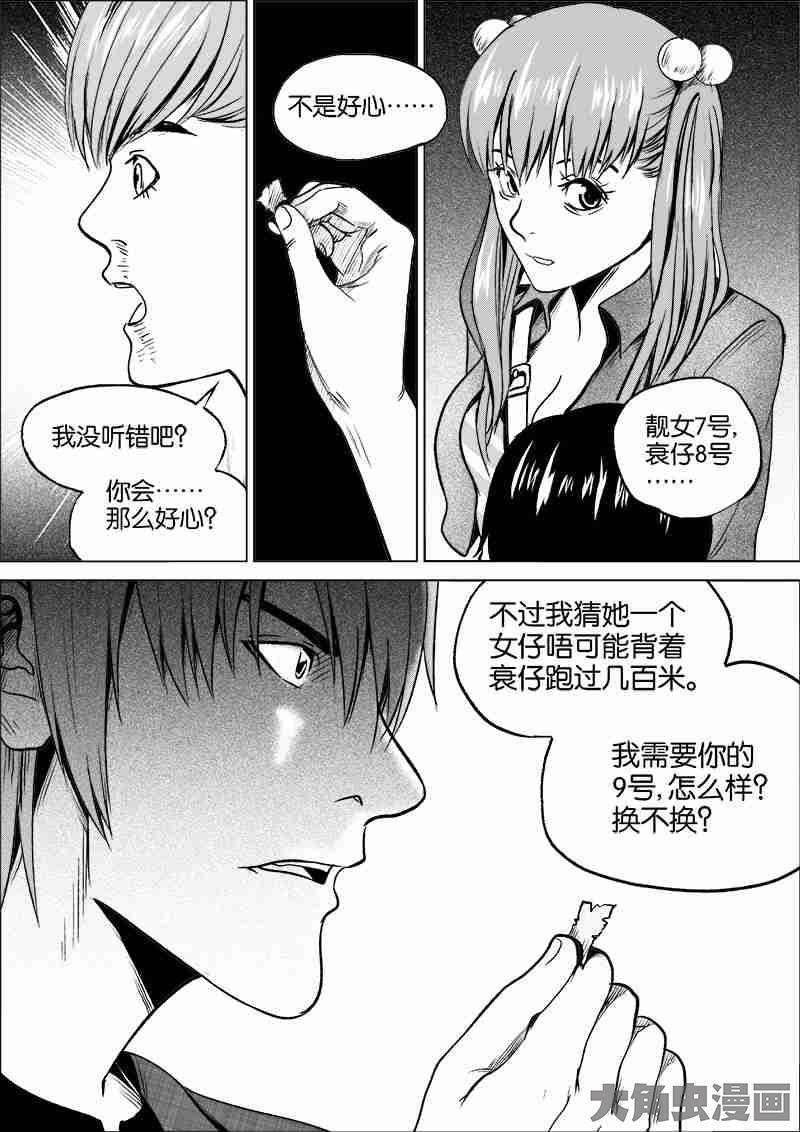 我没听错吧?
你会……
那么好心?
不是好心……
靓女7号,
衰仔8号
……
不过我猜她一个
女仔唔可能背着
衰仔跑过几百米。
我需要你的
9号,怎么样?
换不换?
大角虫漫画